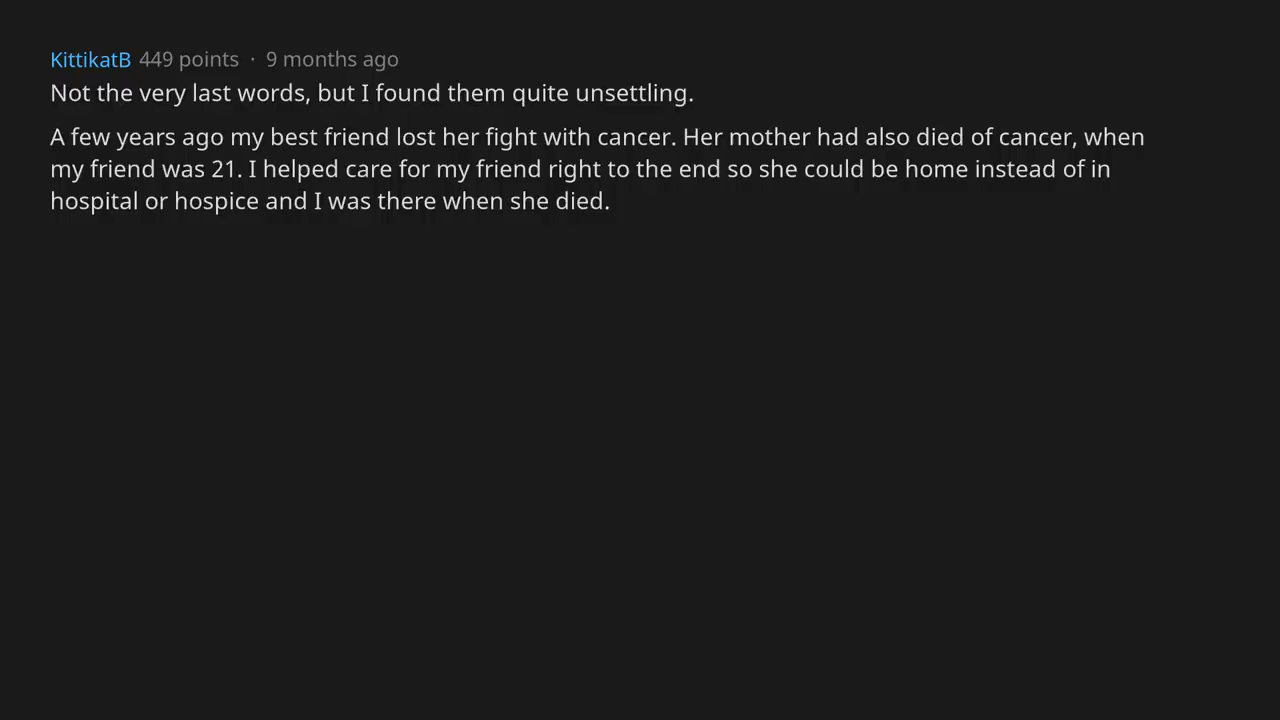 KittikatB 449 points · 9 months ago
Not the very last words, but I found them quite unsettling.
A few years ago my best friend lost her fight with cancer. Her mother had also died of cancer, when
my friend was 21. I helped care for my friend right to the end so she could be home instead of in
hospital or hospice and I was there when she died.